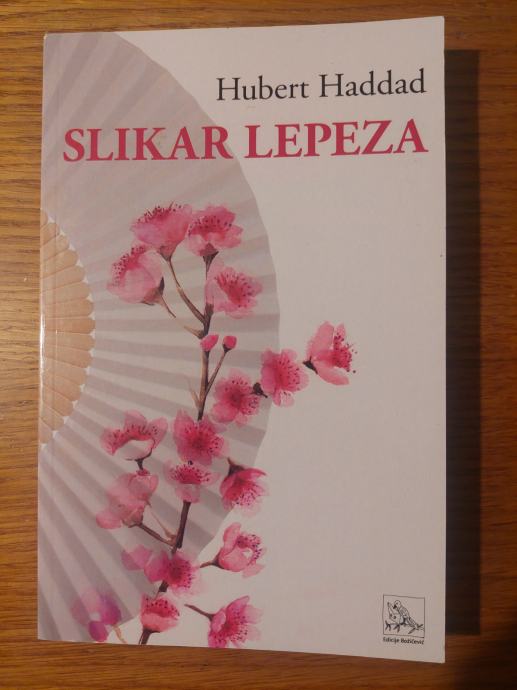 Hubert Haddad
SLIKAR LEPEZA
Edicije Božičević